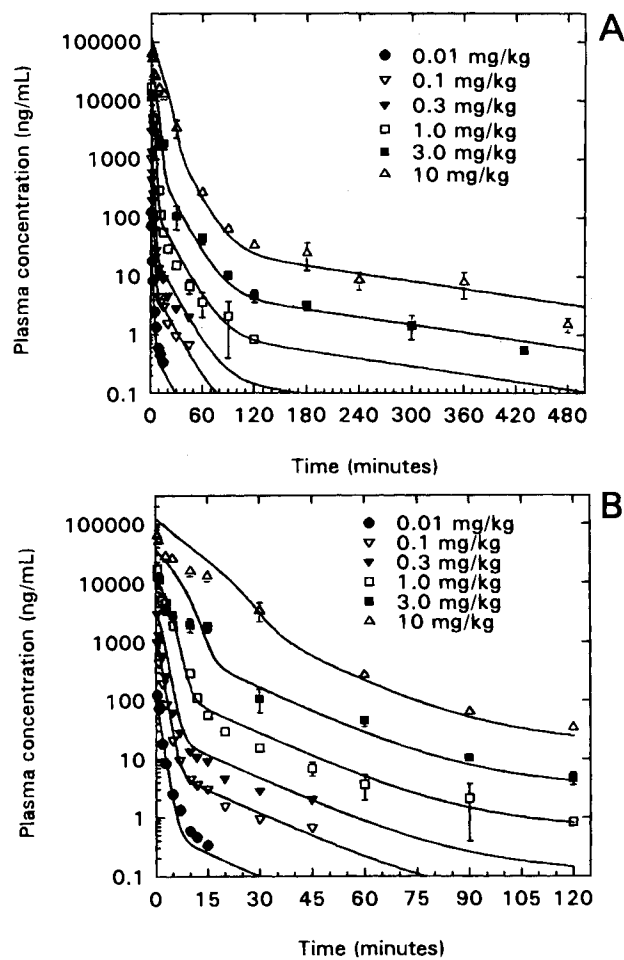 A
Plasma concentration (ng/mL)
100000
10000
1000
100
10
1
0.1
0.01 mg/kg
0.1 mg/kg
0.3 mg/kg
1.0 mg/kg
3.0 mg/kg
10 mg/kg
0 60 120 180 240 300 360 420 480
Time (minutes)
B
Plasma concentration (ng/mL)
100000
10000
1000
100
10
1
0.1
0.01 mg/kg
0.1 mg/kg
0.3 mg/kg
1.0 mg/kg
3.0 mg/kg
10 mg/kg
0 15 30 45 60 75 90 105 120
Time (minutes)